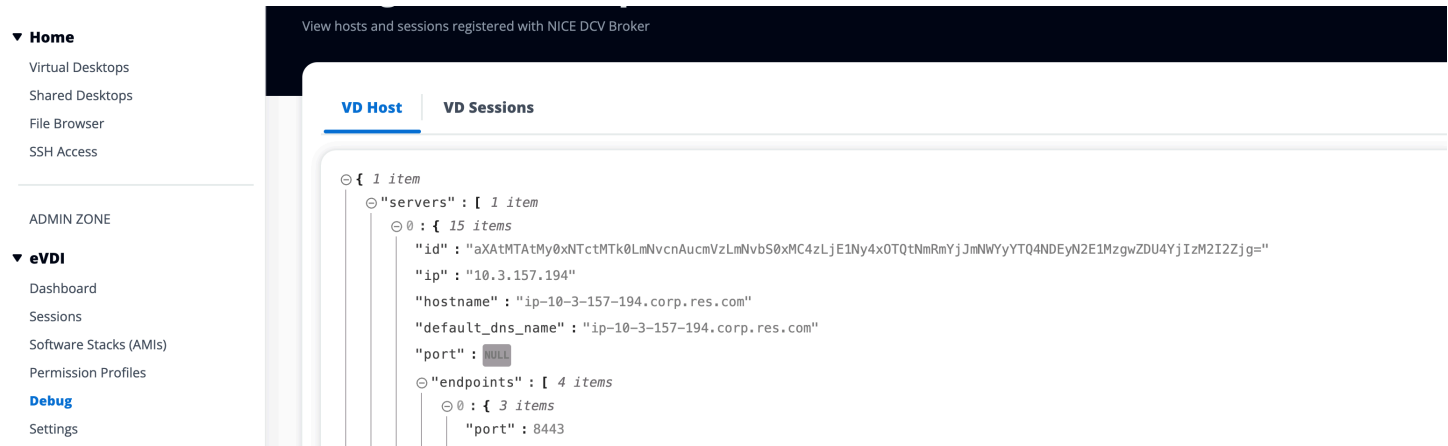 Home
Virtual Desktops
Shared Desktops
File Browser
SSH Access
ADMIN ZONE
eVDI
Dashboard
Sessions
Software Stacks (AMIs)
Permission Profiles
Debug
Settings
View hosts and sessions registered with NICE DCV Broker
VD Host
VD Sessions
{ 1 item
"servers" : [ 1 item
0 : { 15 items
"id" : "aXAtMTAtMy0xNTctMTk0LmNvcnAucmVzLmNvbS0xMC4zLjE1Ny4xOTQtNmRmYjJmNWYyYTQ4NDEyN2E1MzgwZDU4YjIzM2I2Zjg="
"ip" : "10.3.157.194"
"hostname" : "ip-10-3-157-194.corp.res.com"
"default_dns_name" : "ip-10-3-157-194.corp.res.com"
"port" : NULL
"endpoints" : [ 4 items
0 : { 3 items
"port" : 8443